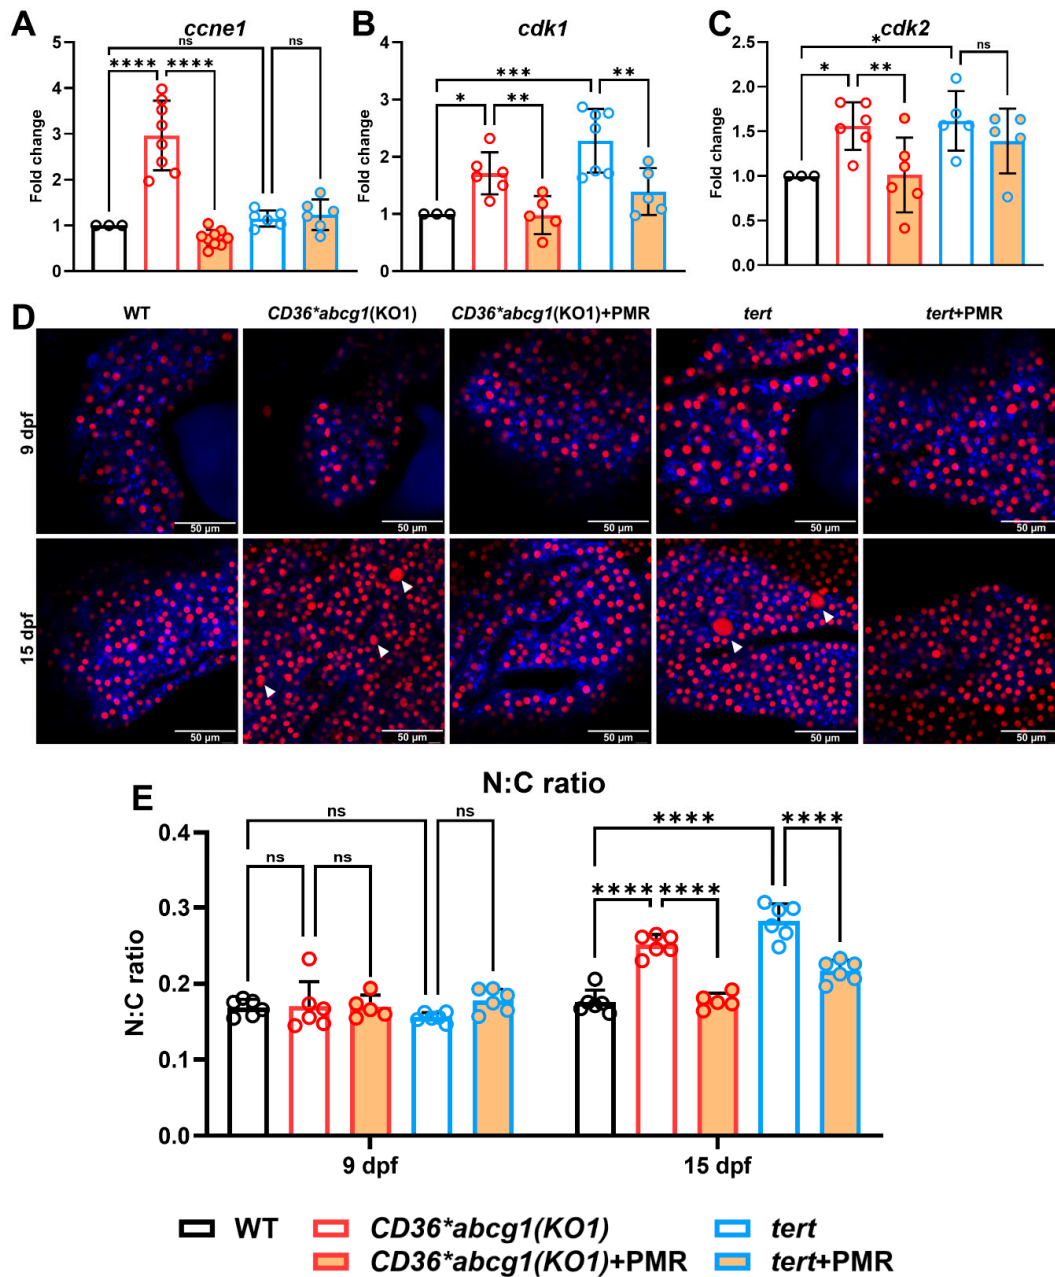 A
ccne1
5
4
3
2
1
0
Fold change
ns
ns
****
****
B
cdk1
4
3
2
1
0
Fold change
***
**
*
**
C
cdk2
2.5
2.0
1.5
1.0
0.5
0.0
Fold change
*
ns
*
**
D
WT
CD36*abcg1(KO1)
CD36*abcg1(KO1)+PMR
tert
tert+PMR
9 dpf
50 µm
50 µm
50 µm
50 µm
50 µm
15 dpf
50 µm
50 µm
50 µm
50 µm
50 µm
E
N:C ratio
N:C ratio
0.4
0.3
0.2
0.1
0.0
ns
ns
ns
ns
****
****
****
****
9 dpf
15 dpf
WT
CD36*abcg1(KO1)
tert
CD36*abcg1(KO1)+PMR
tert+PMR